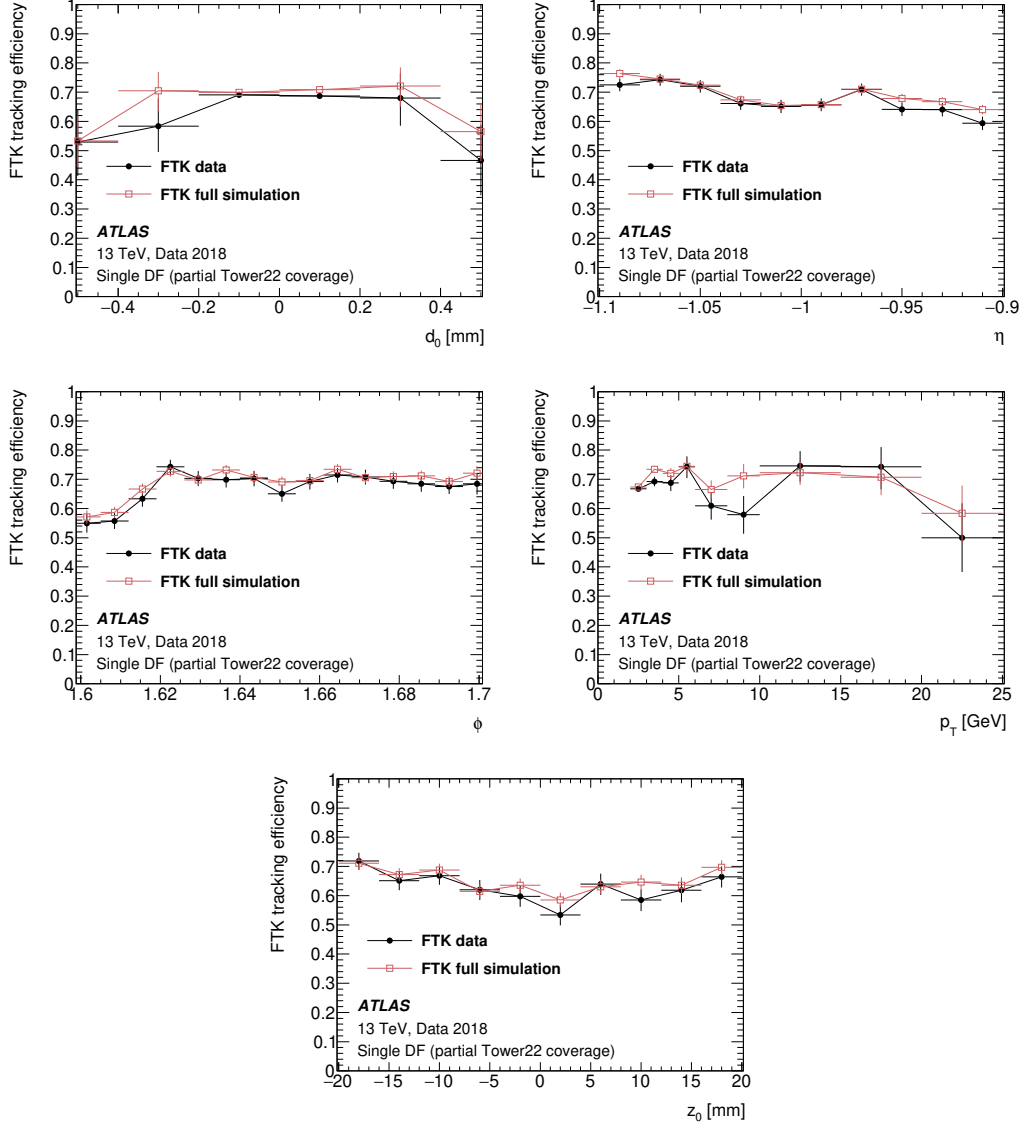 FTK tracking efficiency
1
0.9
0.8
0.7
0.6
0.5
0.4
0.3
0.2
0.1
0
FTK data
FTK full simulation
ATLAS
13 TeV, Data 2018
Single DF (partial Tower22 coverage)
−0.4 −0.2 0 0.2 0.4
d0 [mm]
FTK tracking efficiency
1
0.9
0.8
0.7
0.6
0.5
0.4
0.3
0.2
0.1
0
FTK data
FTK full simulation
ATLAS
13 TeV, Data 2018
Single DF (partial Tower22 coverage)
−1.1 −1.05 −1 −0.95 −0.9
η
FTK tracking efficiency
1
0.9
0.8
0.7
0.6
0.5
0.4
0.3
0.2
0.1
0
FTK data
FTK full simulation
ATLAS
13 TeV, Data 2018
Single DF (partial Tower22 coverage)
1.6 1.62 1.64 1.66 1.68 1.7
ϕ
FTK tracking efficiency
1
0.9
0.8
0.7
0.6
0.5
0.4
0.3
0.2
0.1
0
FTK data
FTK full simulation
ATLAS
13 TeV, Data 2018
Single DF (partial Tower22 coverage)
0 5 10 15 20 25
pT [GeV]
FTK tracking efficiency
1
0.9
0.8
0.7
0.6
0.5
0.4
0.3
0.2
0.1
0
FTK data
FTK full simulation
ATLAS
13 TeV, Data 2018
Single DF (partial Tower22 coverage)
−20 −15 −10 −5 0 5 10 15 20
z0 [mm]